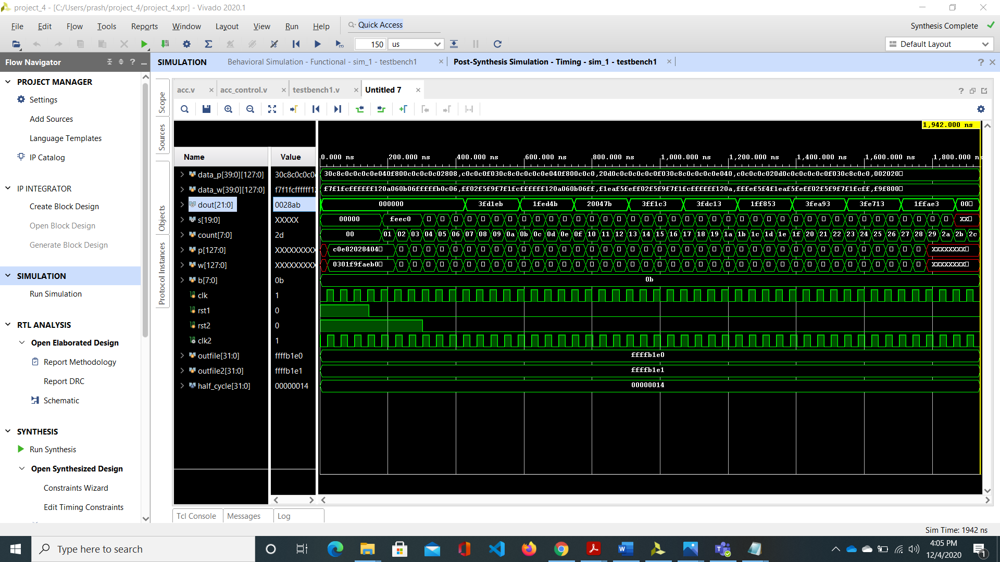 project_4 - [C:/Users/prash/project_4/project_4.xpr] - Vivado 2020.1
File Edit Flow Tools Reports Window Layout View Run Help Quick Access Synthesis Complete
150 us Default Layout
Flow Navigator
SIMULATION Behavioral Simulation - Functional - sim_1 - testbench1 Post-Synthesis Simulation - Timing - sim_1 - testbench1
PROJECT MANAGER
Settings
Add Sources
Language Templates
IP Catalog
IP INTEGRATOR
Create Block Design
Open Block Design
Generate Block Design
SIMULATION
Run Simulation
RTL ANALYSIS
Open Elaborated Design
Report Methodology
Report DRC
Schematic
SYNTHESIS
Run Synthesis
Open Synthesized Design
Constraints Wizard
Edit Timing Constraints
Scope
Sources
Objects
Protocol Instances
acc.v acc_control.v testbench1.v Untitled 7
1,942.000 ns
Name Value 0.000 ns 200.000 ns 400.000 ns 600.000 ns 800.000 ns 1,000.000 ns 1,200.000 ns 1,400.000 ns 1,600.000 ns 1,800.000 ns
data_p[39:0][127:0] 30c8c0c0c0c0e040f800c0c0c0c02808,c0c0c0f030c8c0c0c0c0e040f800c0c0,20d0c0c0c0c0c0f030c8c0c0c0c0e040,c0c0c0c020d0c0c0c0c0c0f030c8c0c0,002020
data_w[39:0][127:0] f7f1fcffffff120a060b06fffffb0c06,ff02f5f9f7f1fcffffff120a060b06ff,f1eaf5feff02f5f9f7f1fcffffff120a,fffef5f4f1eaf5feff02f5f9f7f1fcff,f9f800
dout[21:0] 0028ab 000000 3fd1eb 1fed4b 20047b 3ff1c3 3fdc13 1ff853 3fea93 3fe713 1ffae3 00
s[19:0] XXXXX 00000 feec0 XX
count[7:0] 2d 00 01 02 03 04 05 06 07 08 09 0a 0b 0c 0d 0e 0f 10 11 12 13 14 15 16 17 18 19 1a 1b 1c 1d 1e 1f 20 21 22 23 24 25 26 27 28 29 2a 2b 2c
p[127:0] XXXXXXXXX c0e82028404 XXXXXXXX
w[127:0] XXXXXXXXX 0301f9faeb0 XXXXXXXX
b[7:0] 0b 0b
clk 1
rst1 0
rst2 0
clk2 1
outfile[31:0] ffffb1e0 ffffb1e0
outfile2[31:0] ffffb1e1 ffffb1e1
half_cycle[31:0] 00000014 00000014
Tcl Console Messages Log
Sim Time: 1942 ns
Type here to search
4:05 PM
12/4/2020
1